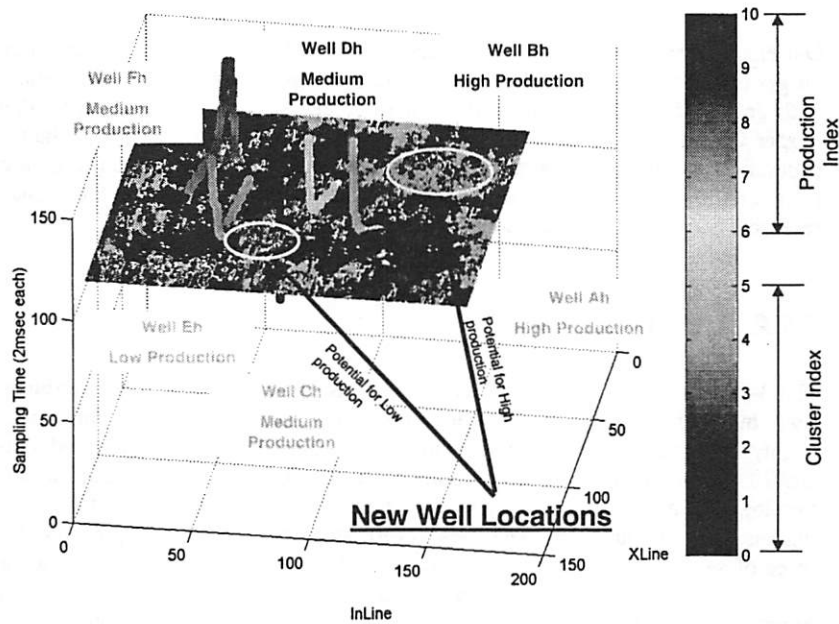 Well Dh
Medium
Production
Well Bh
High Production
Well Fh
Medium
Production
Well Ah
High Production
Well Eh
Low Production
Well Ch
Medium
Production
Potential for Low
production
Potential for High
production
New Well Locations
Sampling Time (2msec each)
150
100
50
0
0
50
100
150
200
InLine
0
50
100
150
XLine
10
9
8
7
6
5
4
3
2
1
0
Production
Index
Cluster Index